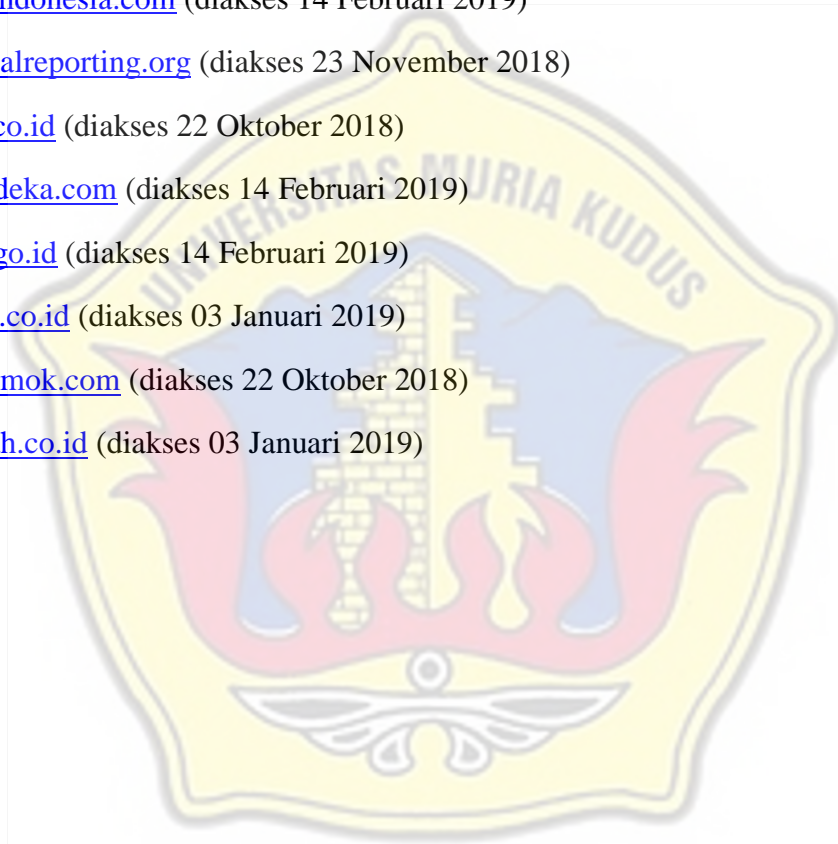 ndonesia.com (diakses 14 Februari 2019)
alreporting.org (diakses 23 November 2018)
co.id (diakses 22 Oktober 2018)
deka.com (diakses 14 Februari 2019)
go.id (diakses 14 Februari 2019)
.co.id (diakses 03 Januari 2019)
mok.com (diakses 22 Oktober 2018)
h.co.id (diakses 03 Januari 2019)
UNIVERSITAS MURIA KUDUS